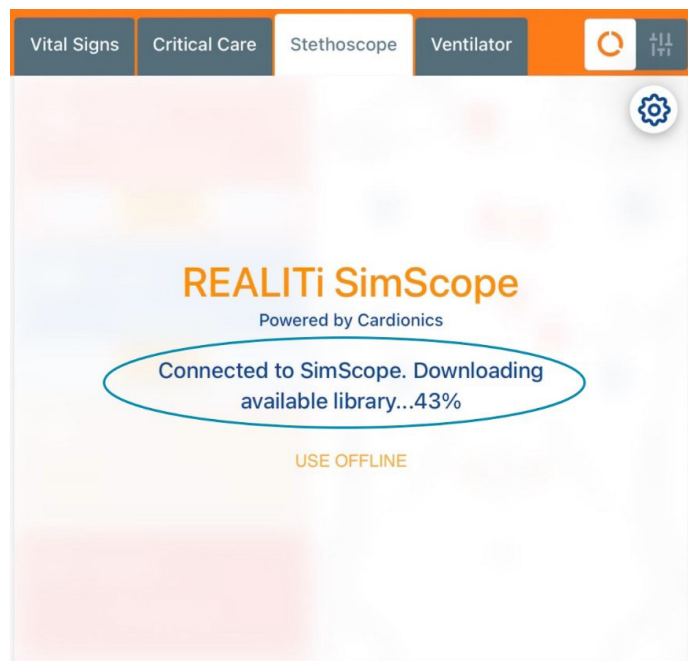 Vital Signs Critical Care Stethoscope Ventilator
REALITi SimScope
Powered by Cardionics
Connected to SimScope. Downloading
available library...43%
USE OFFLINE